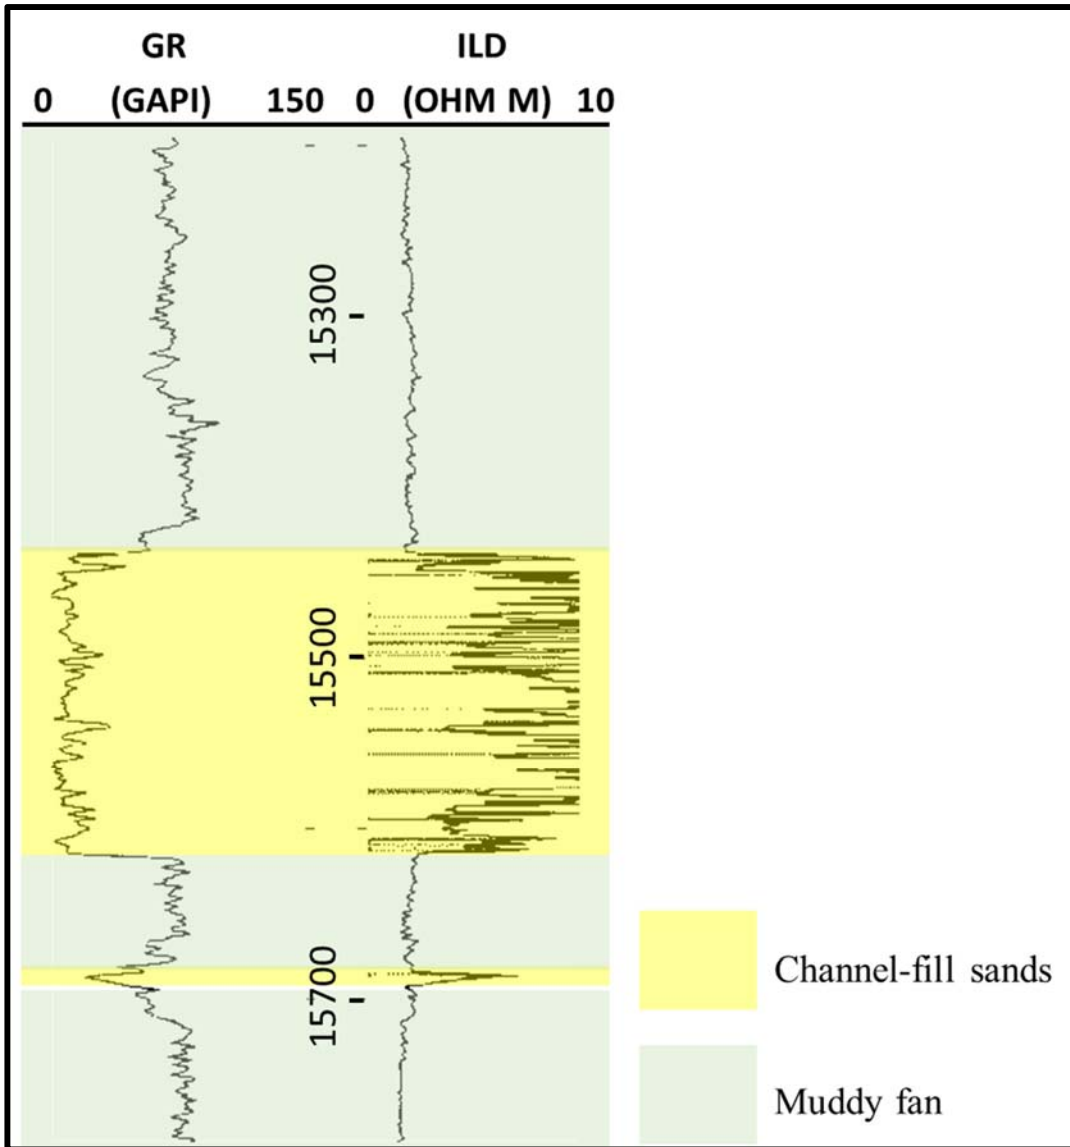 GR
ILD
0 (GAPI) 150 0 (OHM M) 10
15300
15500
15700
Channel-fill sands
Muddy fan